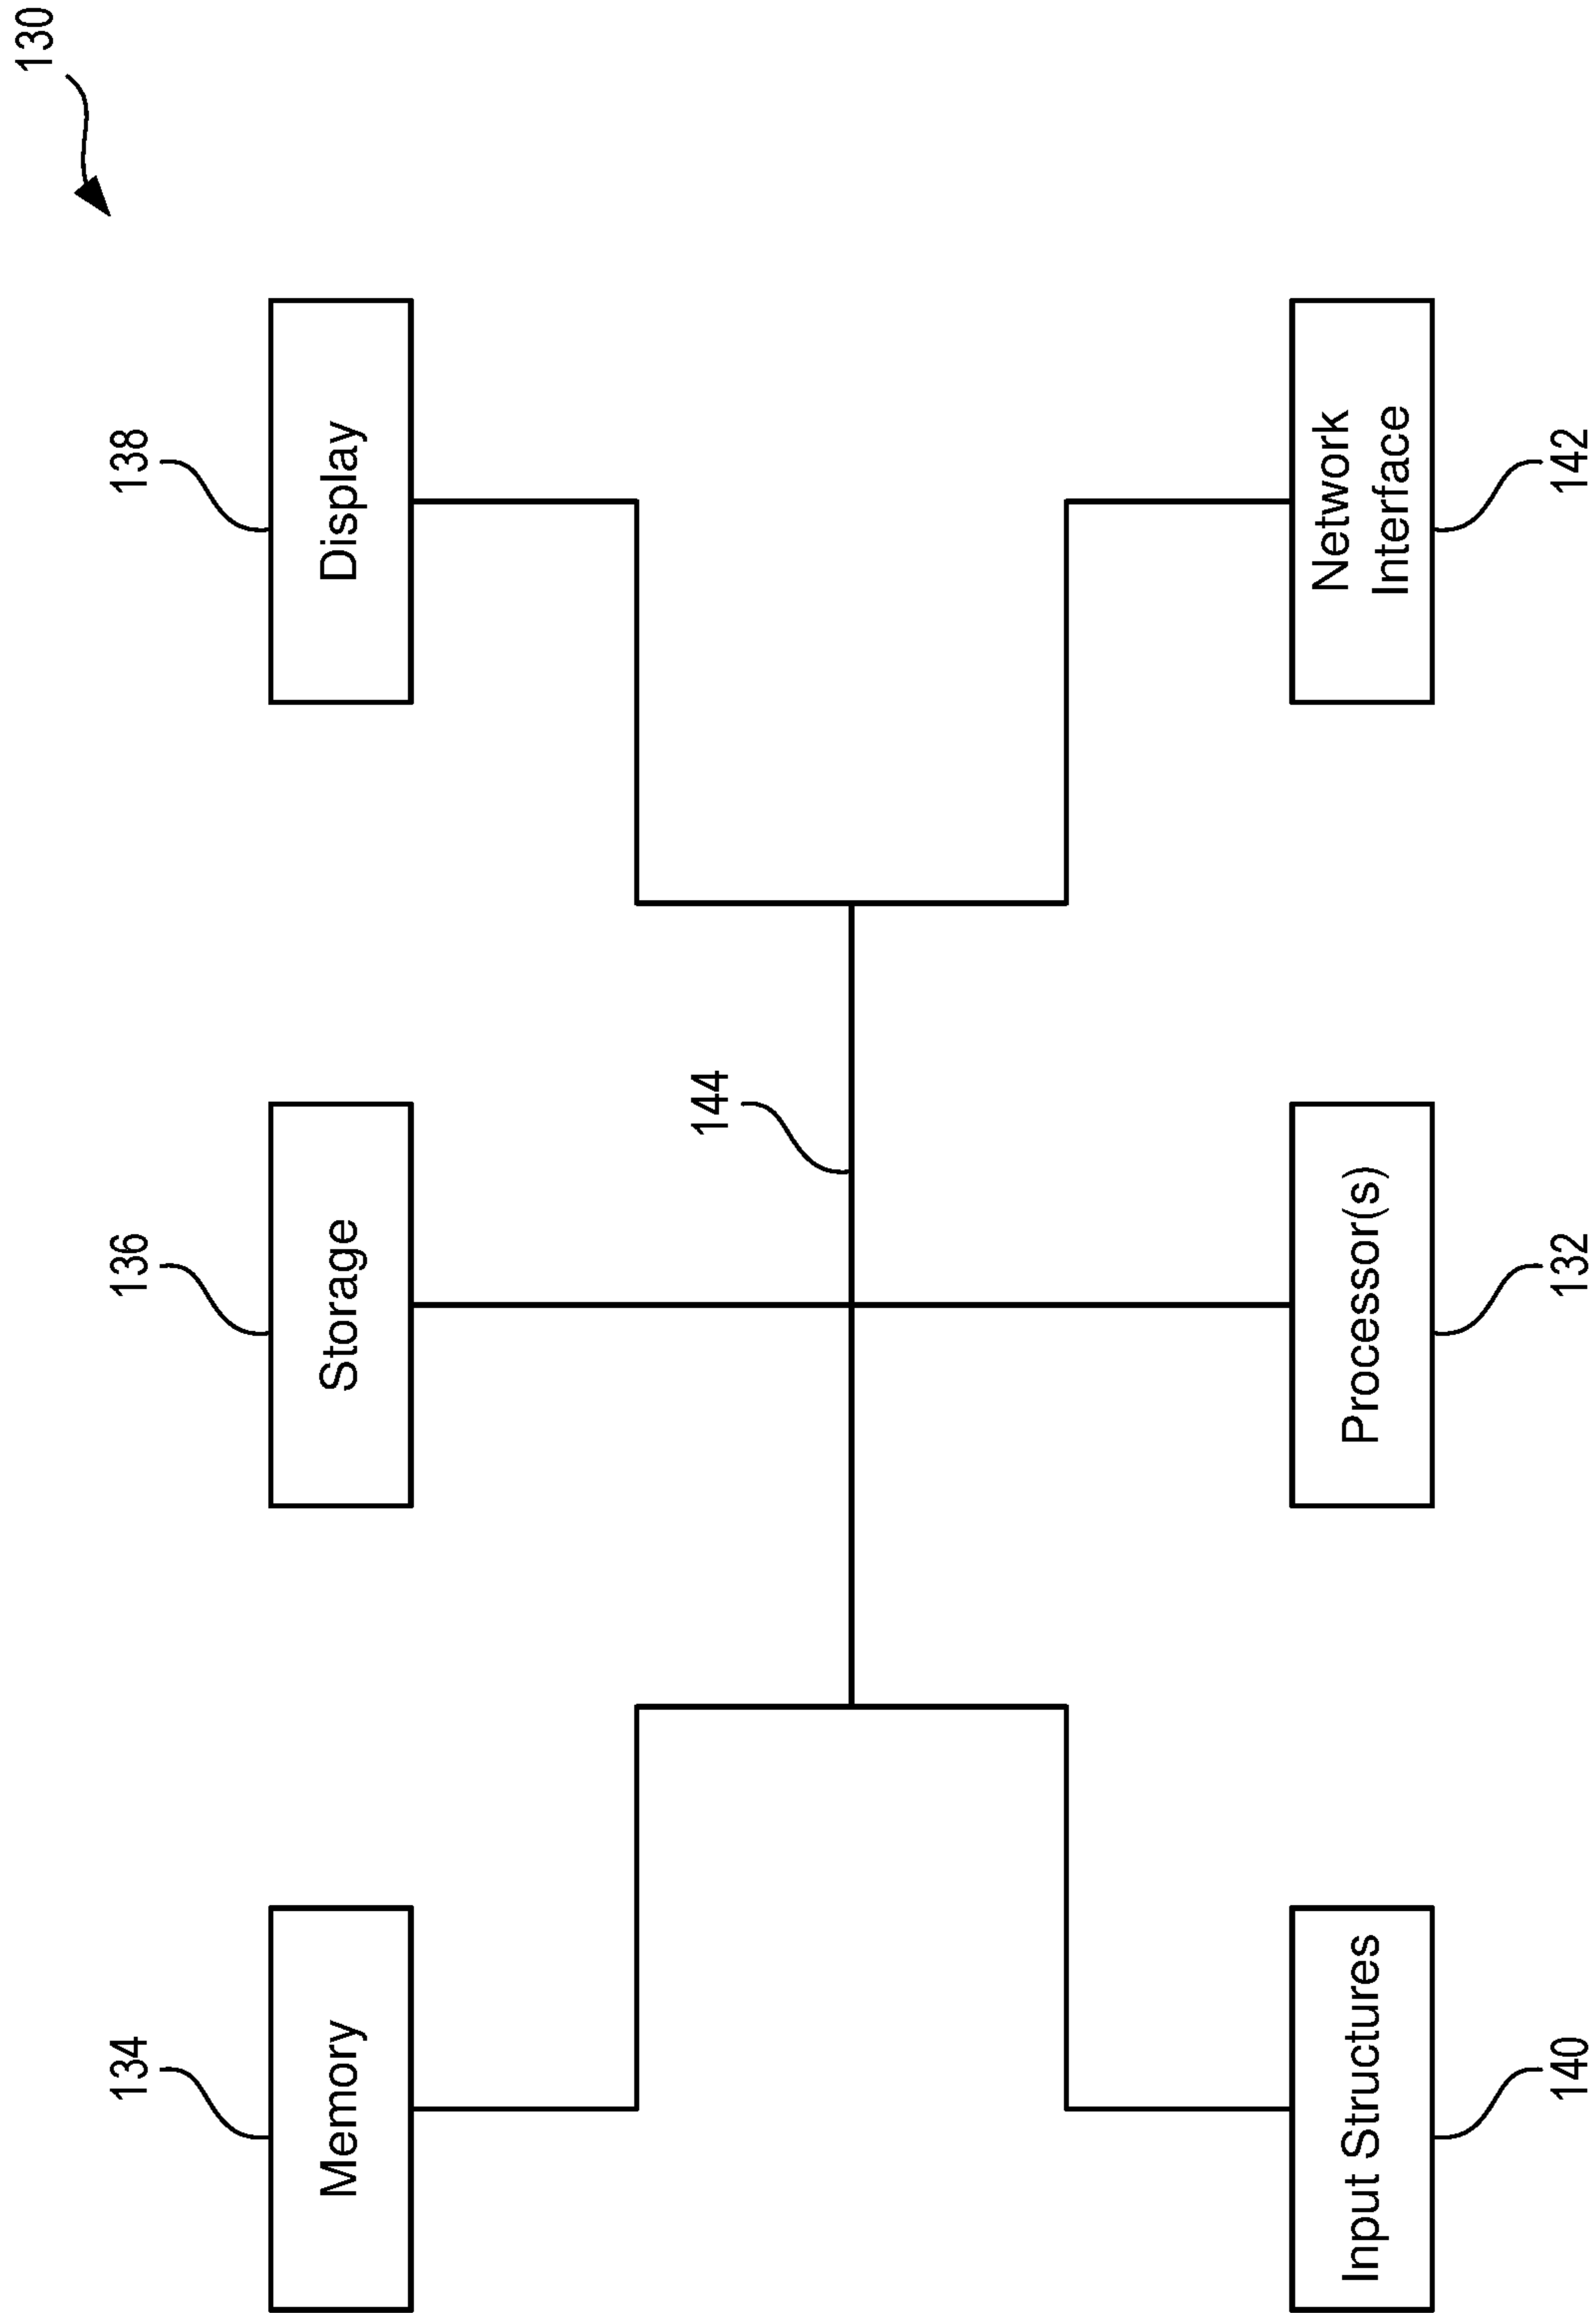 130
134
136
138
Memory
Storage
Display
144
Input Structures
Processor(s)
Network
Interface
140
132
142